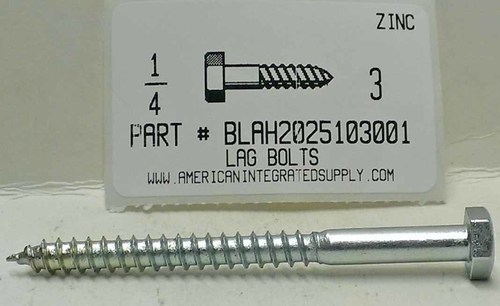 ZINC
1/4 3
PART # BLAH2025103001
LAG BOLTS
WWW.AMERICANINTEGRATEDSUPPLY.COM